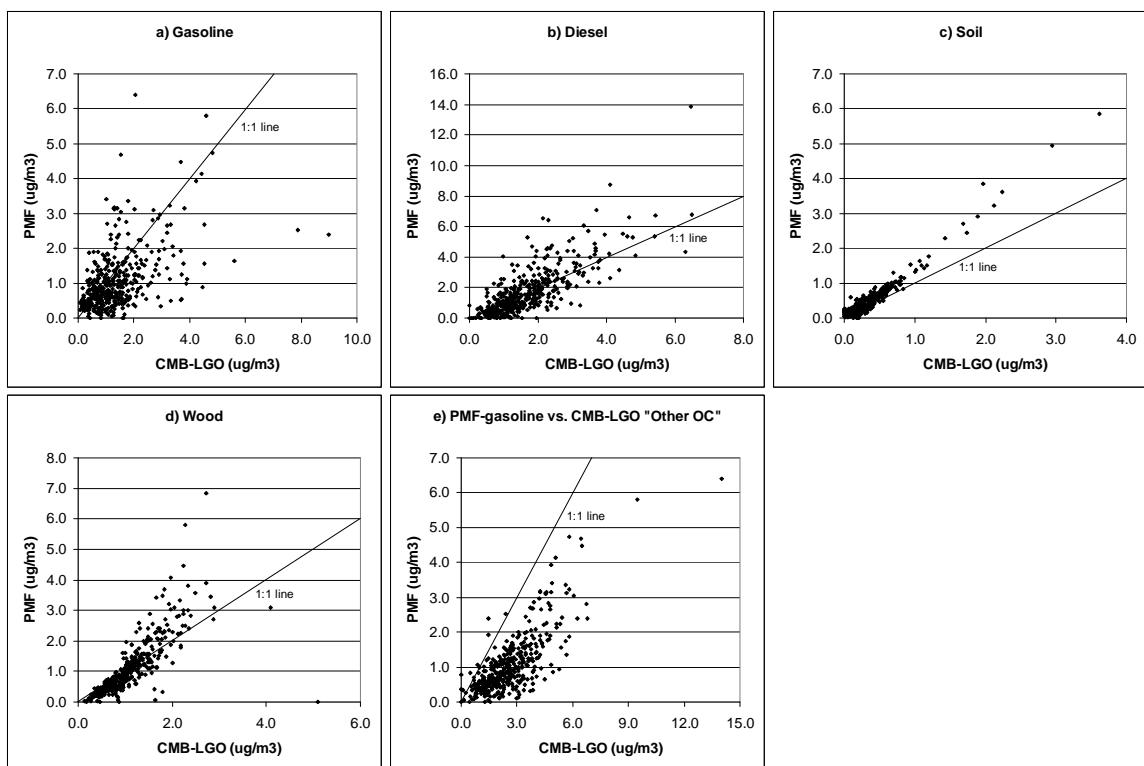 a) Gasoline
7.0
6.0
5.0
4.0
3.0
2.0
1.0
0.0
PMF (ug/m3)
1:1 line
0.0 2.0 4.0 6.0 8.0 10.0
CMB-LGO (ug/m3)
b) Diesel
16.0
14.0
12.0
10.0
8.0
6.0
4.0
2.0
0.0
PMF (ug/m3)
1:1 line
0.0 2.0 4.0 6.0 8.0
CMB-LGO (ug/m3)
c) Soil
7.0
6.0
5.0
4.0
3.0
2.0
1.0
0.0
PMF (ug/m3)
1:1 line
0.0 1.0 2.0 3.0 4.0
CMB-LGO (ug/m3)
d) Wood
8.0
7.0
6.0
5.0
4.0
3.0
2.0
1.0
0.0
PMF (ug/m3)
1:1 line
0.0 2.0 4.0 6.0
CMB-LGO (ug/m3)
e) PMF-gasoline vs. CMB-LGO "Other OC"
7.0
6.0
5.0
4.0
3.0
2.0
1.0
0.0
PMF (ug/m3)
1:1 line
0.0 3.0 6.0 9.0 12.0 15.0
CMB-LGO (ug/m3)